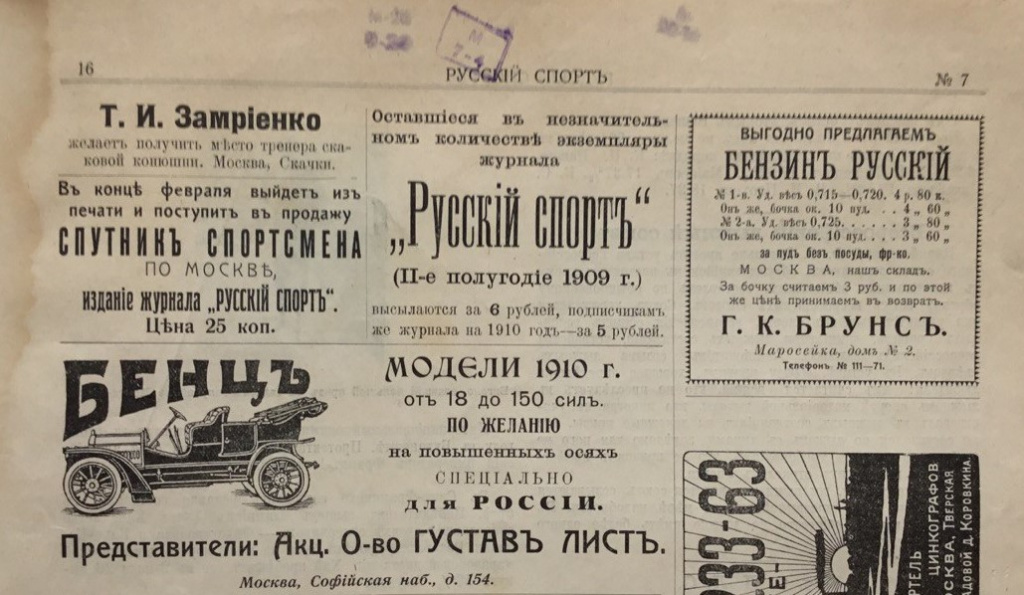 16
РУССКІЙ СПОРТЪ
№ 7
Т. И. Замріенко
желаетъ получить мѣсто тренера ска-
ковой конюшни. Москва, Скачки.
Въ концѣ февраля выйдетъ изъ
печати и поступитъ въ продажу
СПУТНИКЪ СПОРТСМЕНА
ПО МОСКВѢ,
изданіе журнала „РУССКІЙ СПОРТЪ“.
Цѣна 25 коп.
Оставшіеся въ незначитель-
номъ количествѣ экземпляры
журнала
„Русскій спортъ“
(II-е полугодіе 1909 г.)
высылаются за 6 рублей, подписчикамъ
же журнала на 1910 годъ—за 5 рублей.
ВЫГОДНО ПРЕДЛАГАЕМЪ
БЕНЗИНЪ РУССКІЙ
№ 1-й. Уд. вѣсъ 0,715—0,720. 4 р. 80 к.
Онъ же, бочка ок. 10 пуд. . . 4 „ 60 „
№ 2-й. Уд. вѣсъ 0,725. . . . . . 3 „ 80 „
Онъ же, бочка ок. 10 пуд. . . . 3 „ 60 „
за пудъ безъ посуды, фр-ко.
МОСКВА, нашъ складъ.
За бочку считаемъ 3 руб. и по этой
же цѣнѣ принимаемъ въ возвратъ.
Г. К. БРУНСЪ.
Маросейка, домъ № 2.
Телефонъ № 111—71.
БЕНЦЪ
МОДЕЛИ 1910 г.
отъ 18 до 150 силъ.
ПО ЖЕЛАНІЮ
на повышенныхъ осяхъ
СПЕЦІАЛЬНО
для РОССІИ.
Представители: Акц. О-во ГУСТАВЪ ЛИСТЪ.
Москва, Софійская наб., д. 154.
233-63
АРТЕЛЬ
ЦИНКОГРАФОВЪ
МОСКВА, ТВЕРСКАЯ
САДОВОЙ Д. КОРОВКИНА